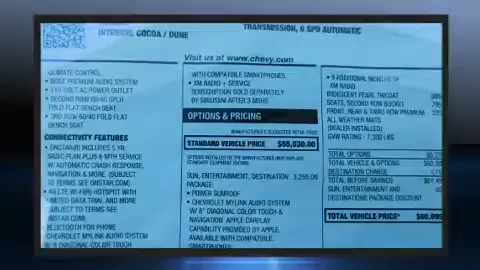 INTERIOR, COCOA / DUNE
TRANSMISSION, 6 SPD AUTOMATIC
Visit us at www.chevy.com
CLIMATE CONTROL
• BOSE PREMIUM AUDIO SYSTEM
• 110-VOLT AC POWER OUTLET
• SECOND ROW 60/40 SPLIT
FOLD FLAT BENCH SEAT
• 3RD ROW 60/40 FOLD FLAT
BENCH SEAT
CONNECTIVITY FEATURES
• ONSTAR(R) INCLUDES 5 YR
BASIC PLAN PLUS 6 MTH SERVICE
W/ AUTOMATIC CRASH RESPONSE,
NAVIGATION & MORE (SUBJECT
TO TERMS SEE ONSTAR.COM)
• 4G LTE WI-FI(R) HOTSPOT WITH
LIMITED DATA TRIAL AND MORE
(SUBJECT TO TERMS SEE
ONSTAR.COM)
BLUETOOTH FOR PHONE
CHEVROLET MYLINK AUDIO SYSTEM
W/8" DIAGONAL COLOR TOUCH
WITH COMPATIBLE SMARTPHONES
• XM RADIO + SERVICE
SUBSCRIPTION SOLD SEPARATELY
BY SIRIUSXM AFTER 3 MTHS
OPTIONS & PRICING
MANUFACTURER'S SUGGESTED RETAIL PRICE
STANDARD VEHICLE PRICE $55,030.00
OPTIONS INSTALLED BY THE MANUFACTURER (MAY REPLACE
STANDARD EQUIPMENT SHOWN)
SUN, ENTERTAINMENT, DESTINATION 3,255.00
PACKAGE:
• POWER SUNROOF
• CHEVROLET MYLINK AUDIO SYSTEM
W/ 8" DIAGONAL COLOR TOUCH &
NAVIGATION. APPLE CARPLAY
CAPABILITY PROVIDED BY APPLE.
AVAILABLE WITH COMPATIBLE
SMARTPHONES
• 9 ADDITIONAL MONTHS OF
XM RADIO
IRIDESCENT PEARL TRICOAT
SEATS, SECOND ROW BUCKET
FRONT, REAR & THIRD ROW PREMIUM
ALL WEATHER MATS
(DEALER INSTALLED)
GVW RATING - 7,300 LBS
TOTAL OPTIONS
TOTAL VEHICLE & OPTIONS
DESTINATION CHARGE
TOTAL BEFORE SAVINGS
SUN, ENTERTAINMENT AND
DESTINATIONS PACKAGE DISCOUNT
TOTAL VEHICLE PRICE* $60,095